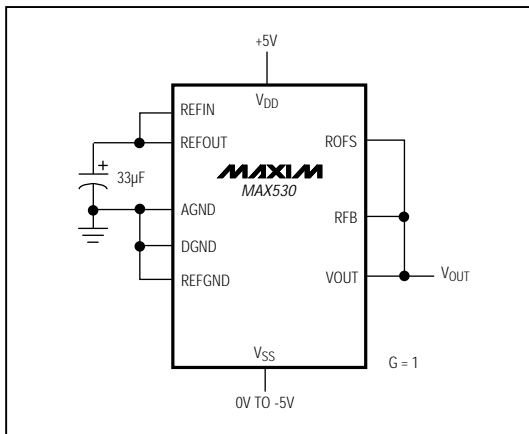 +5V
VDD
REFIN
REFOUT
ROFS
+
33µF
MAXIM
MAX530
AGND
RFB
DGND
REFGND
VOUT
VOUT
VSS
G = 1
0V TO -5V